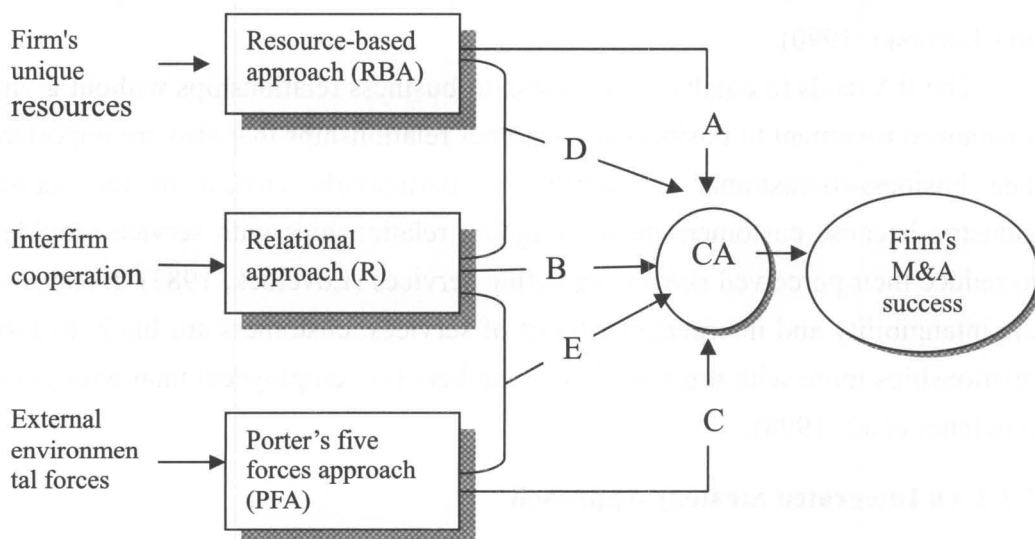 Firm's
unique
resources
Resource-based
approach (RBA)
A
D
Interfirm
cooperation
Relational
approach (R)
B
CA
Firm's
M&A
success
E
External
environmen
tal forces
Porter's five
forces approach
(PFA)
C